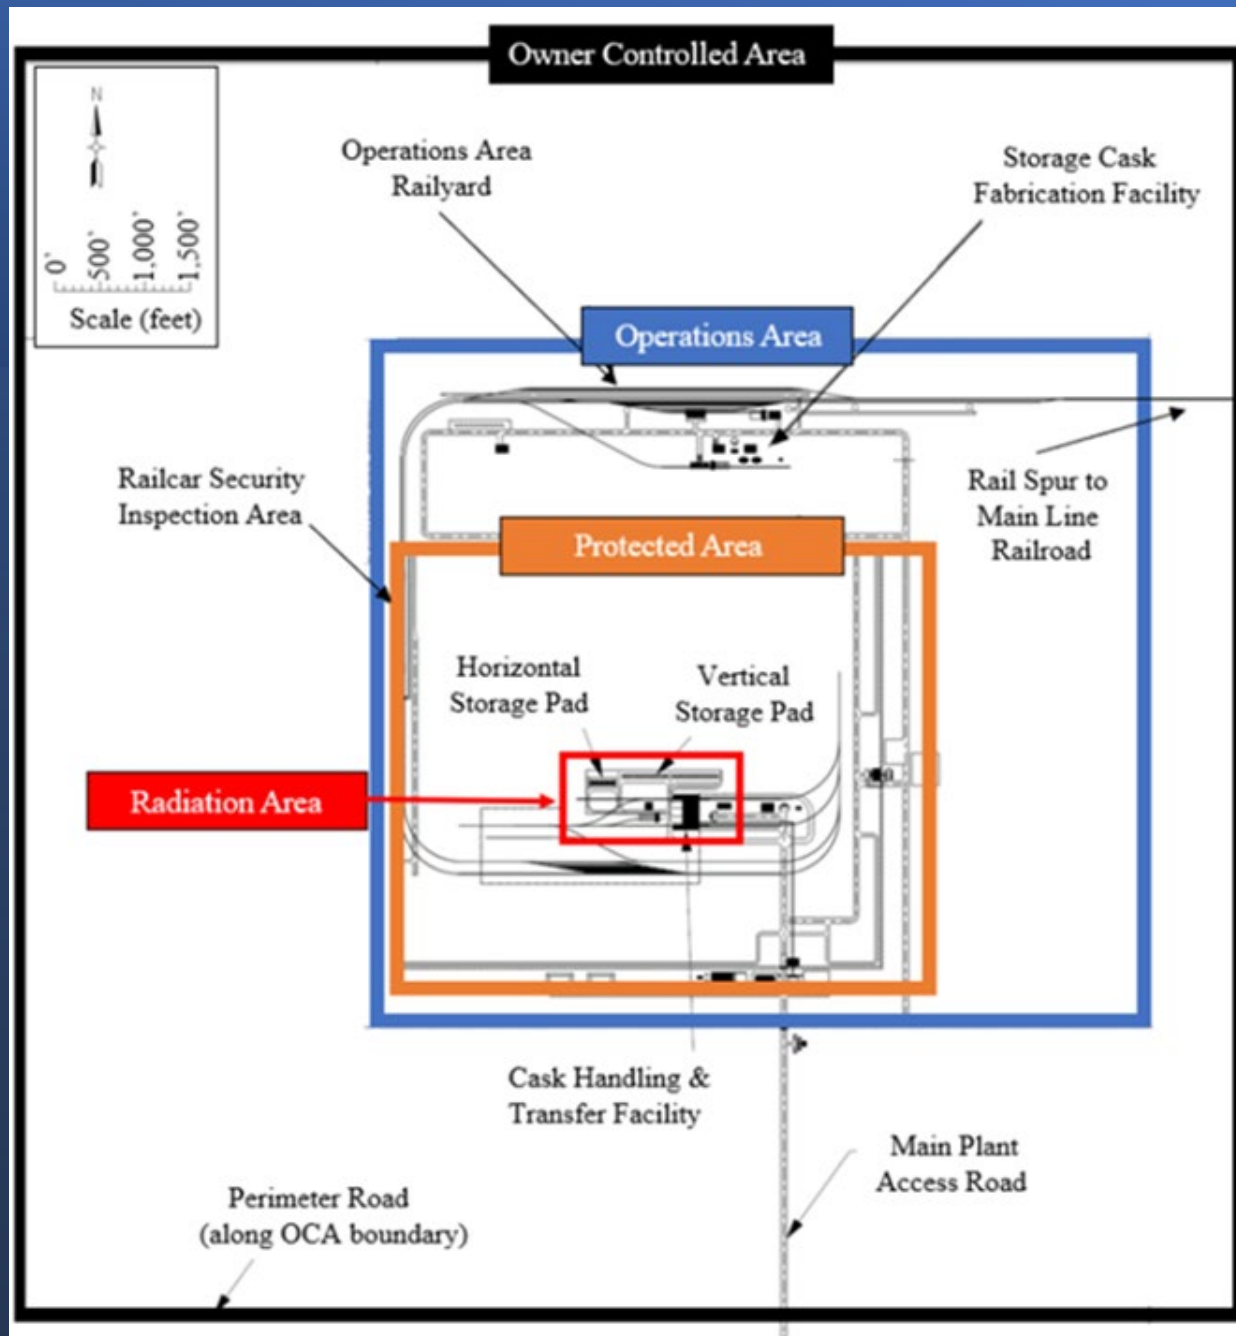 Owner Controlled Area
N
0`
500`
1,000`
1,500`
Scale (feet)
Operations Area
Railyard
Storage Cask
Fabrication Facility
Operations Area
Railcar Security
Inspection Area
Rail Spur to
Main Line
Railroad
Protected Area
Horizontal
Storage Pad
Vertical
Storage Pad
Radiation Area
Cask Handling &
Transfer Facility
Main Plant
Access Road
Perimeter Road
(along OCA boundary)